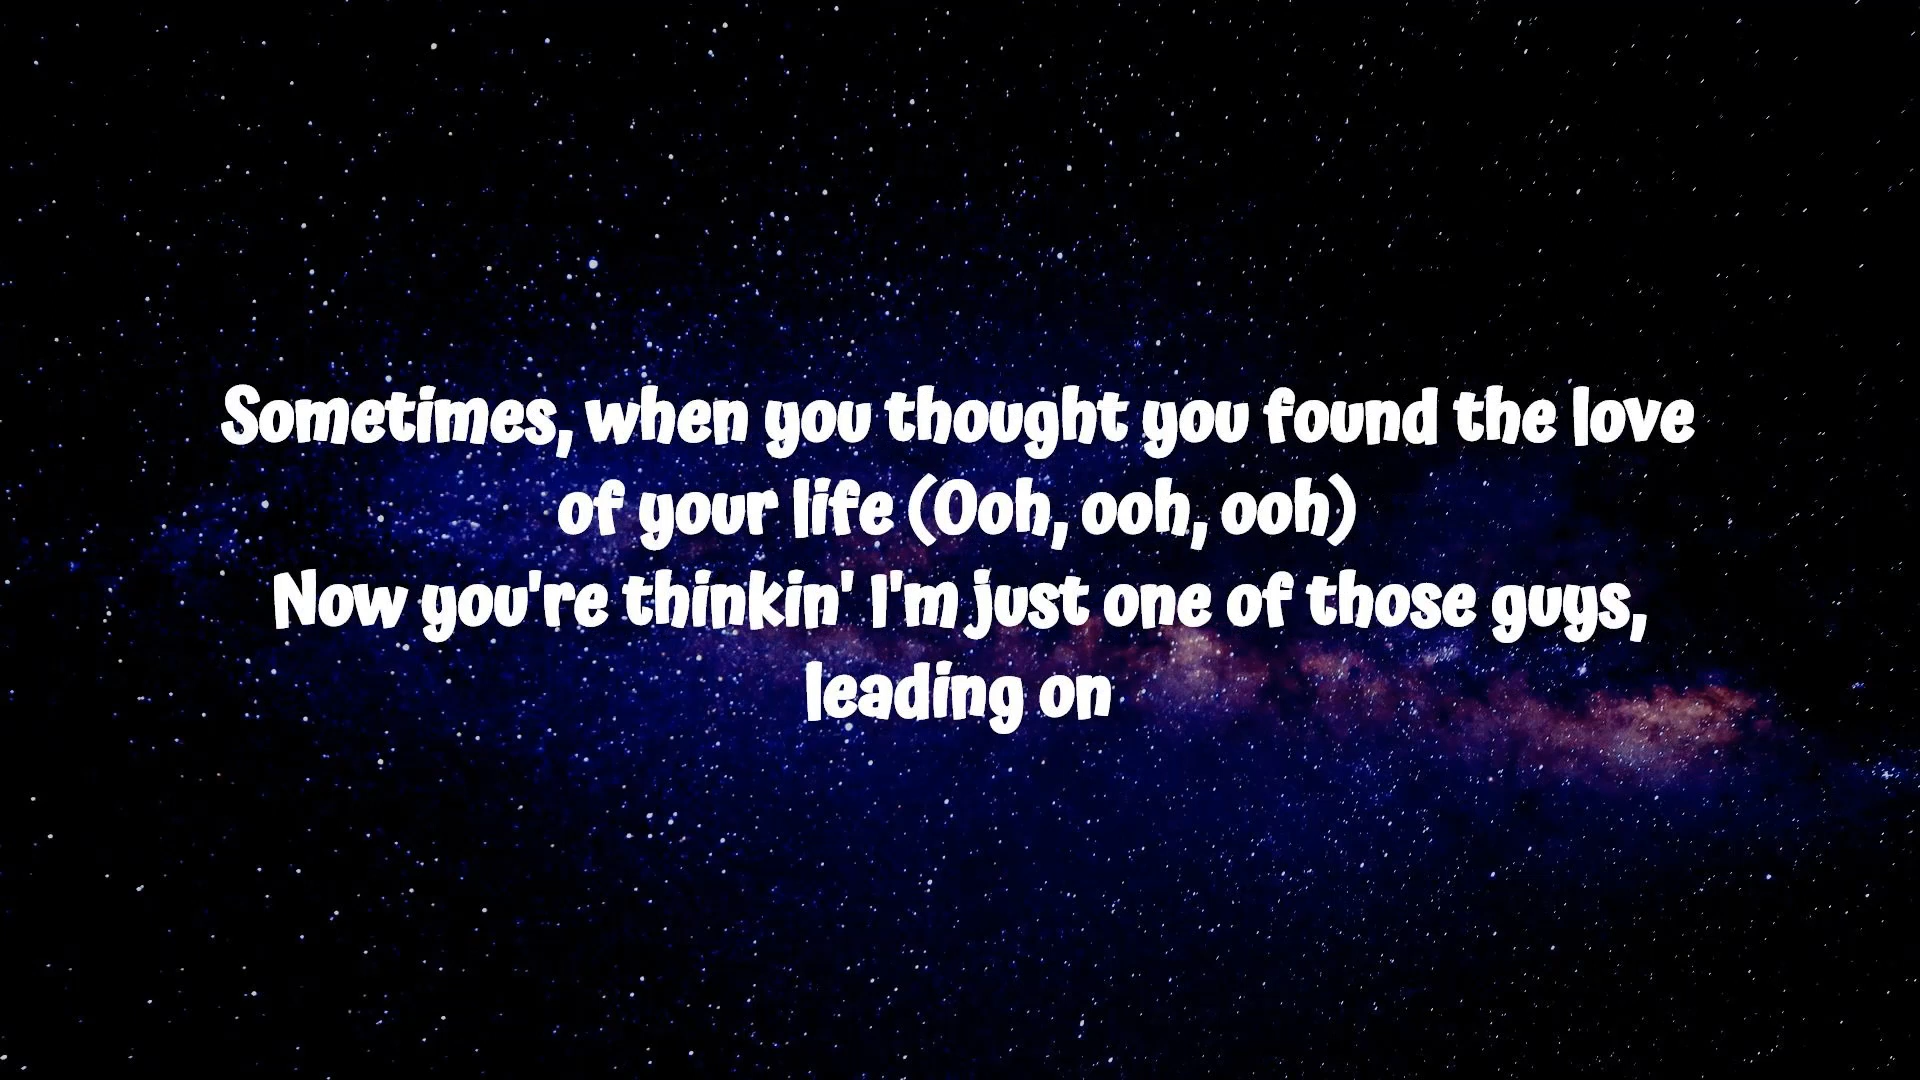 Sometimes, when you thought you found the love
of your life (Ooh, ooh, ooh)
Now you're thinkin' I'm just one of those guys,
leading on